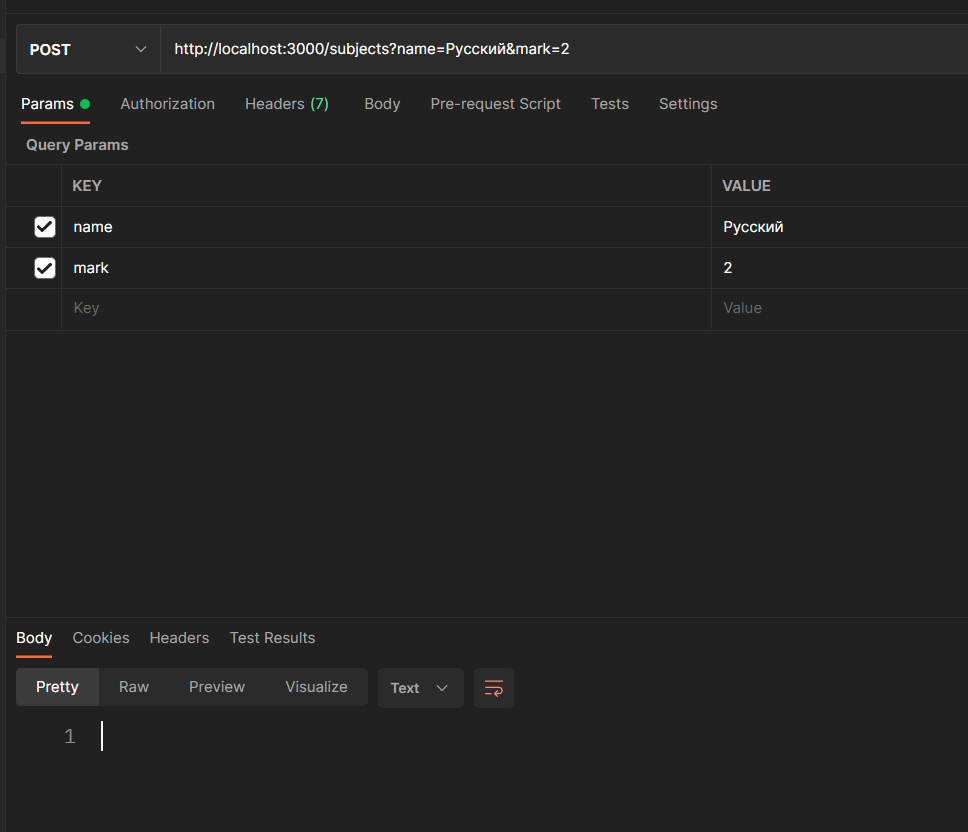 POST http://localhost:3000/subjects?name=Русский&mark=2
Params Authorization Headers (7) Body Pre-request Script Tests Settings
Query Params
KEY VALUE
name Русский
mark 2
Key Value
Body Cookies Headers Test Results
Pretty Raw Preview Visualize Text
1